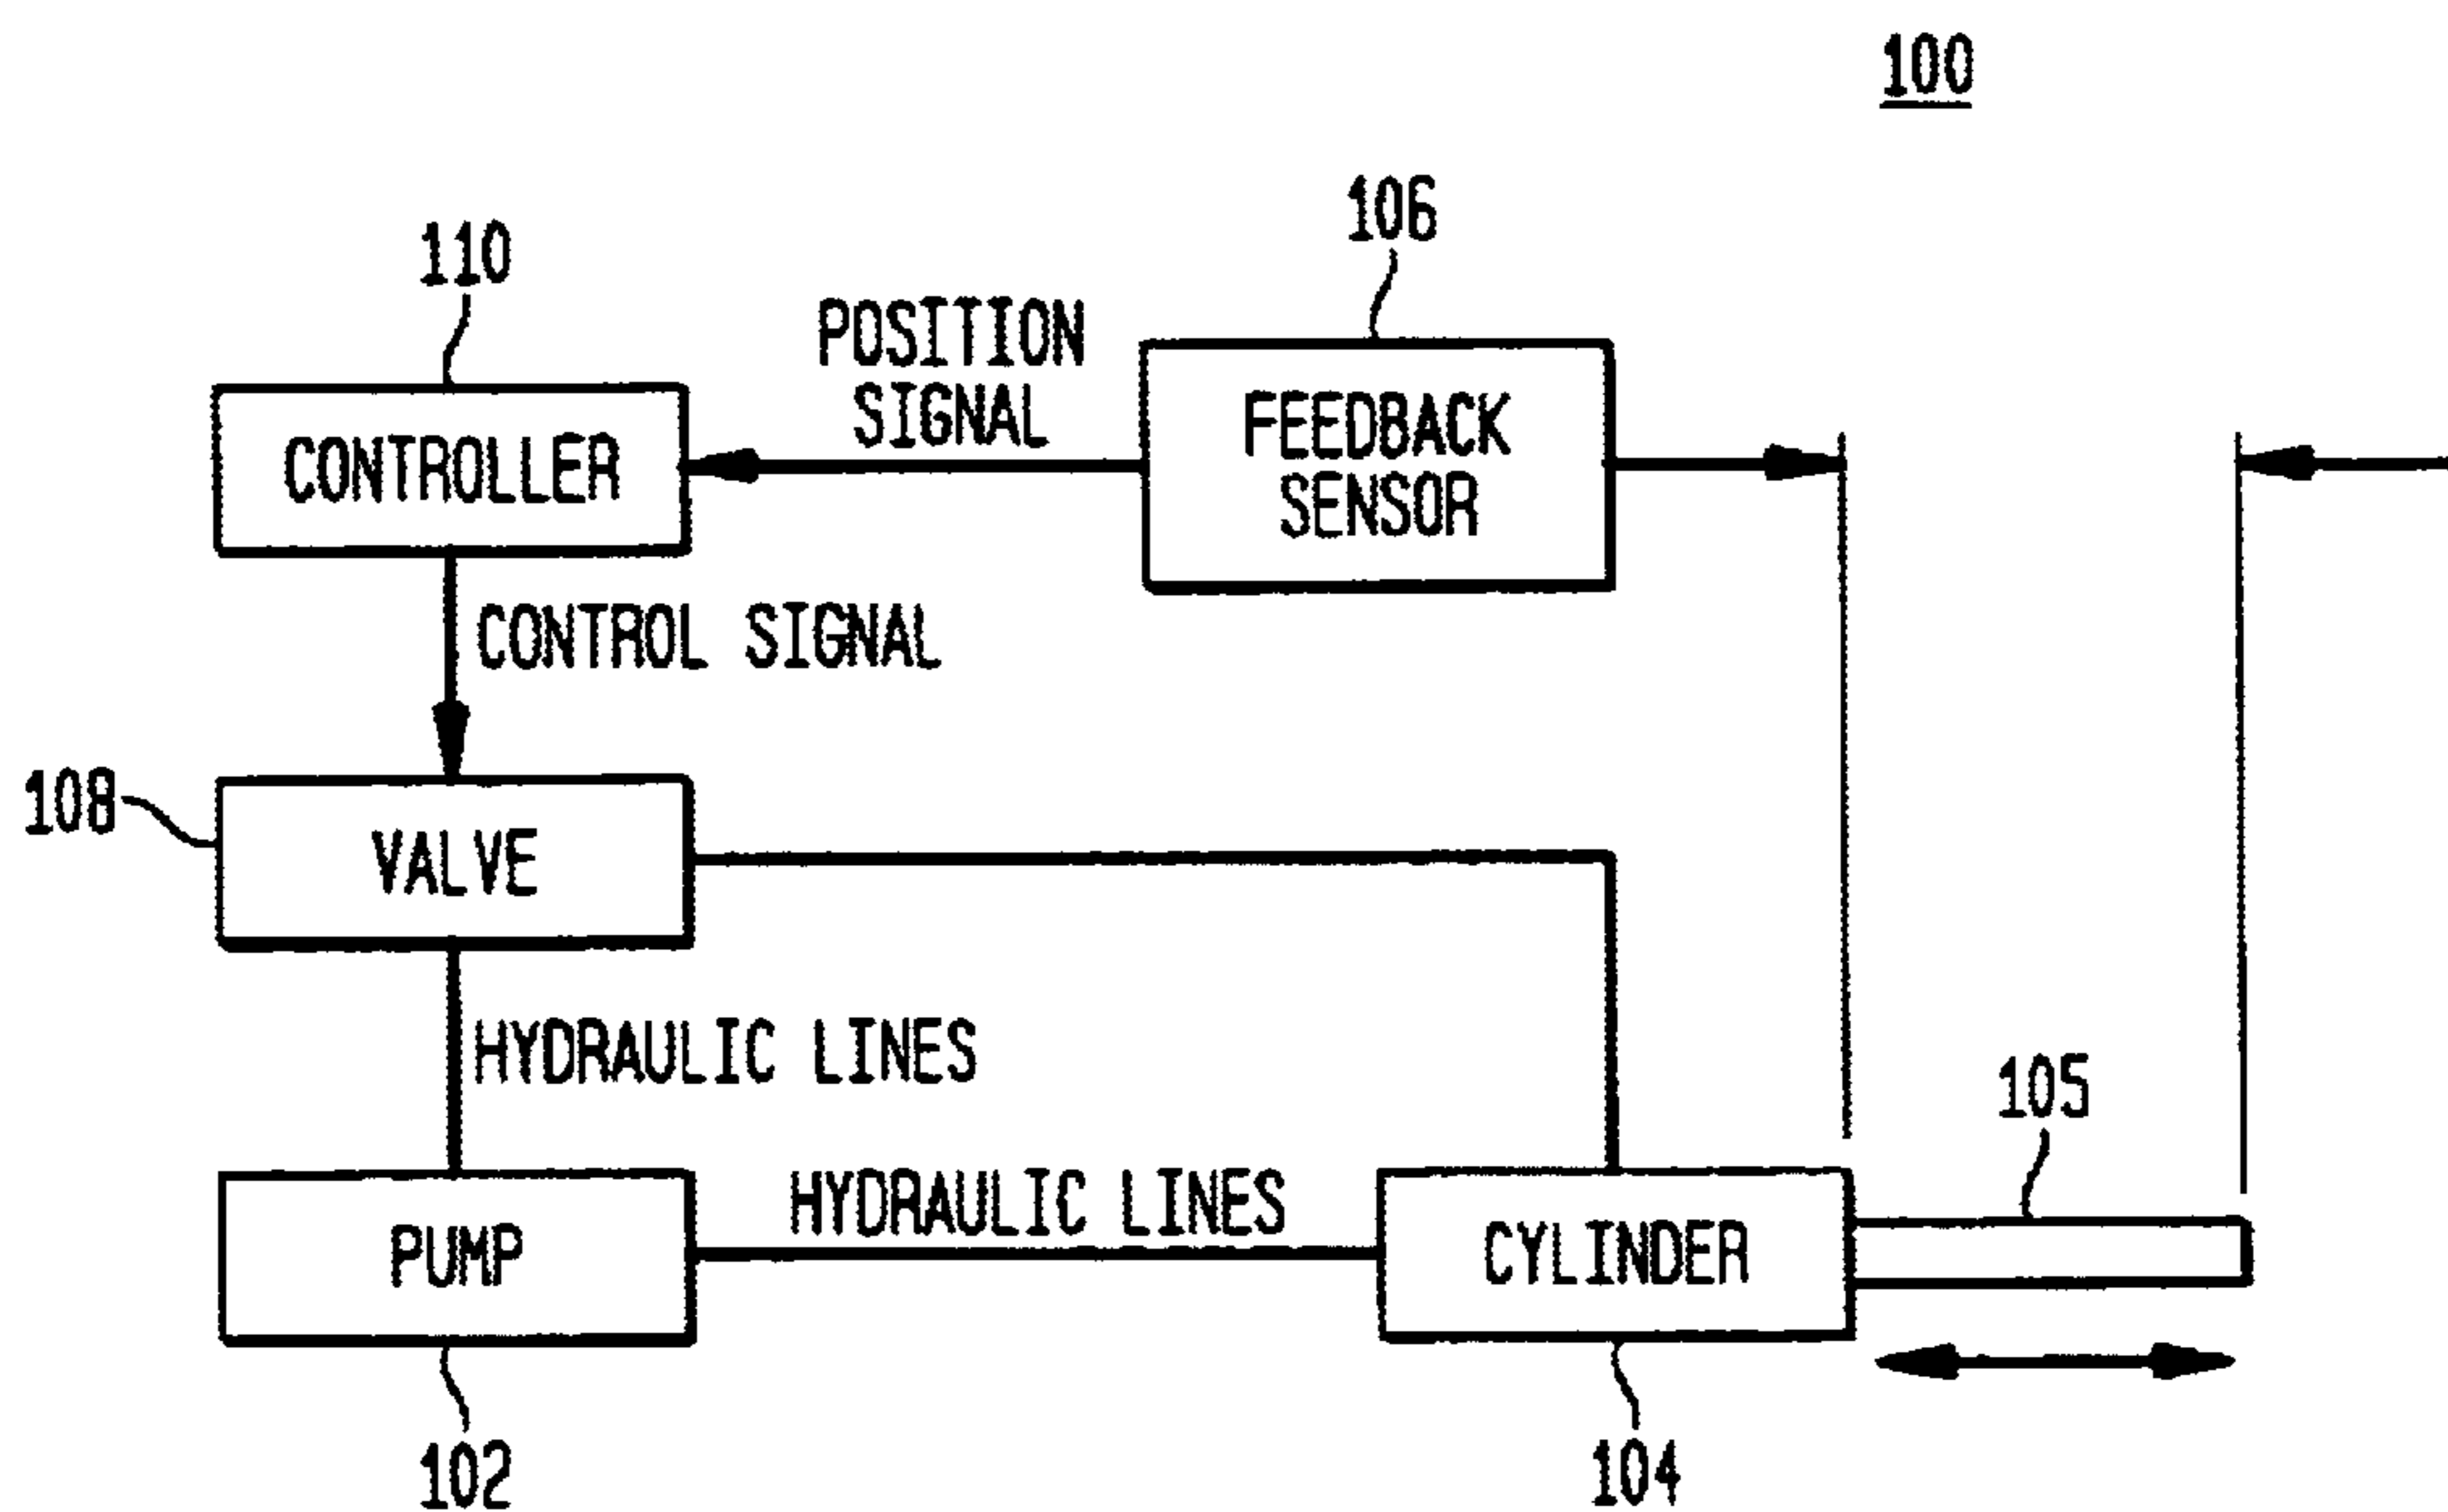 100
106
110
POSITION
SIGNAL
FEEDBACK
SENSOR
CONTROLLER
CONTROL SIGNAL
108
VALVE
HYDRAULIC LINES
105
HYDRAULIC LINES
PUMP
CYLINDER
102
104